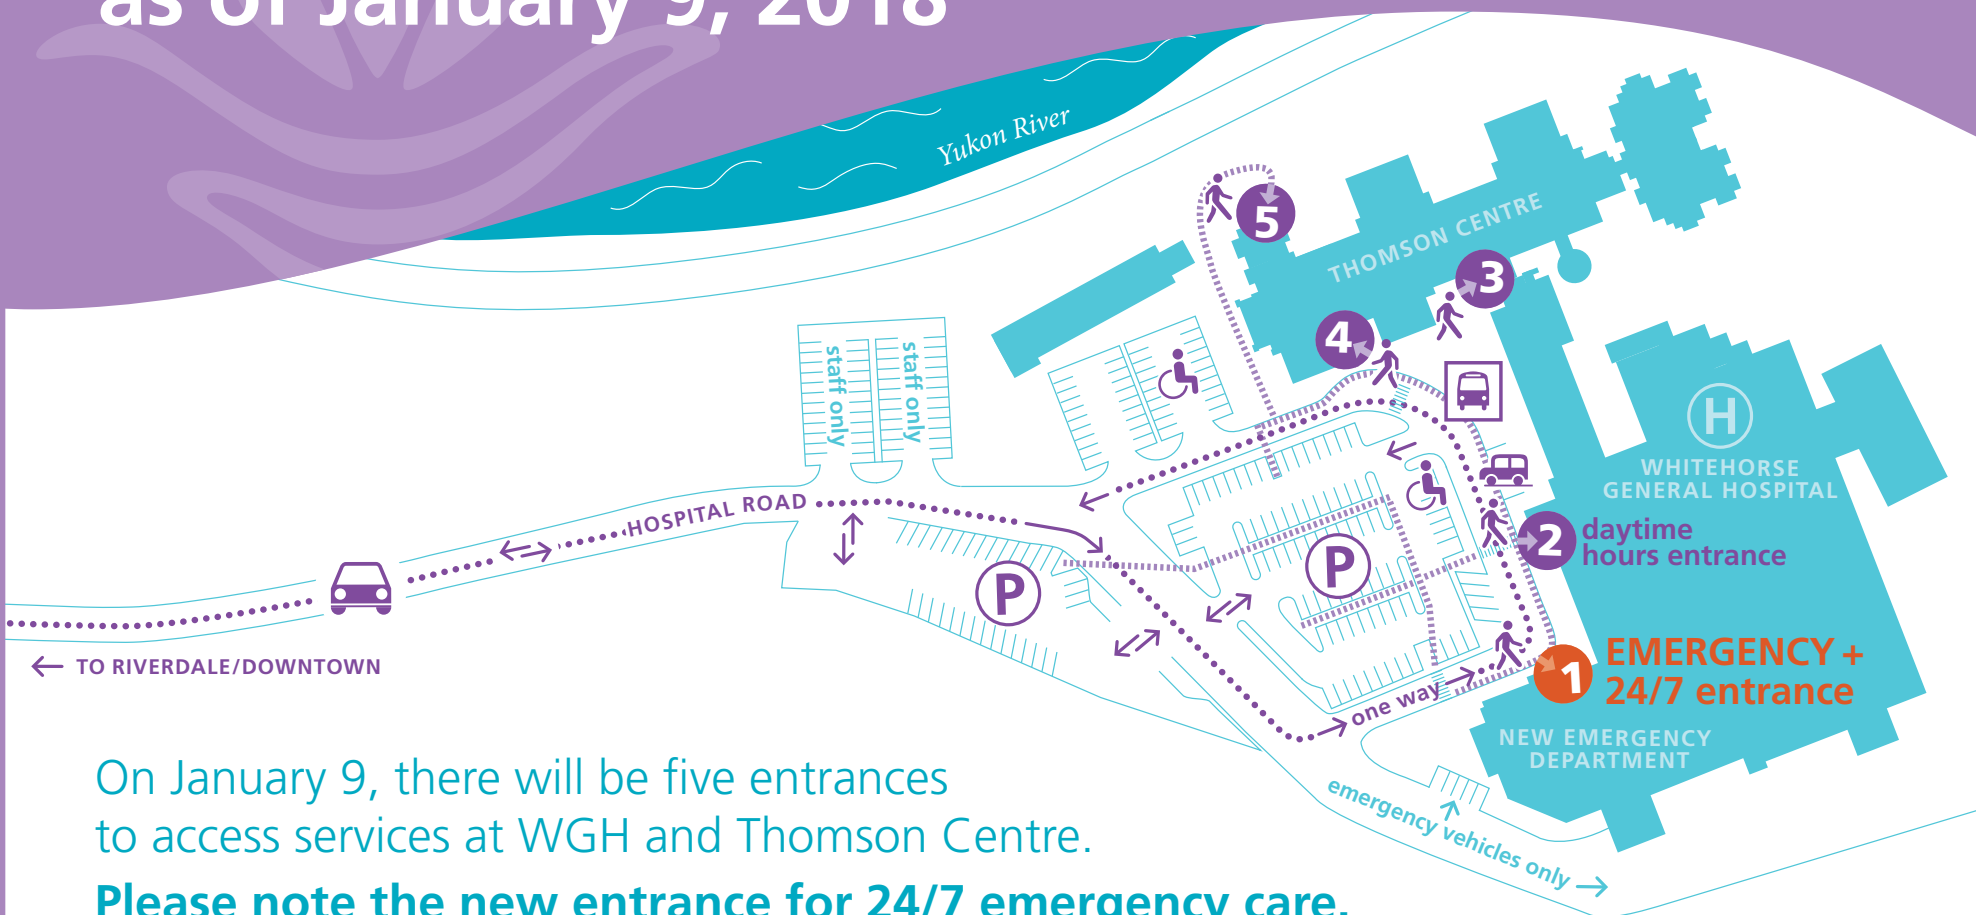 as of January 9, 2018
Yukon River
5
THOMSON CENTRE
3
4
staff only
staff only
H
WHITEHORSE
GENERAL HOSPITAL
HOSPITAL ROAD
2
daytime
hours entrance
P
P
TO RIVERDALE/DOWNTOWN
1
EMERGENCY +
24/7 entrance
one way
NEW EMERGENCY
DEPARTMENT
emergency vehicles only
On January 9, there will be five entrances
to access services at WGH and Thomson Centre.
Please note the new entrance for 24/7 emergency care.